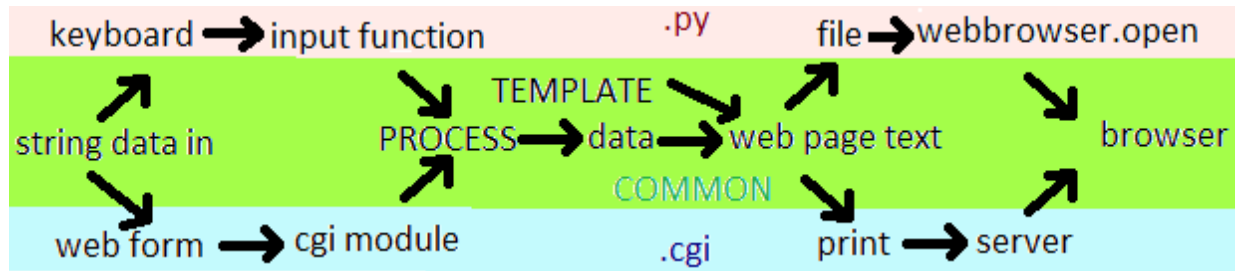 keyboard input function .py file webbrowser.open
TEMPLATE
string data in PROCESS data web page text browser
COMMON
web form cgi module .cgi print server